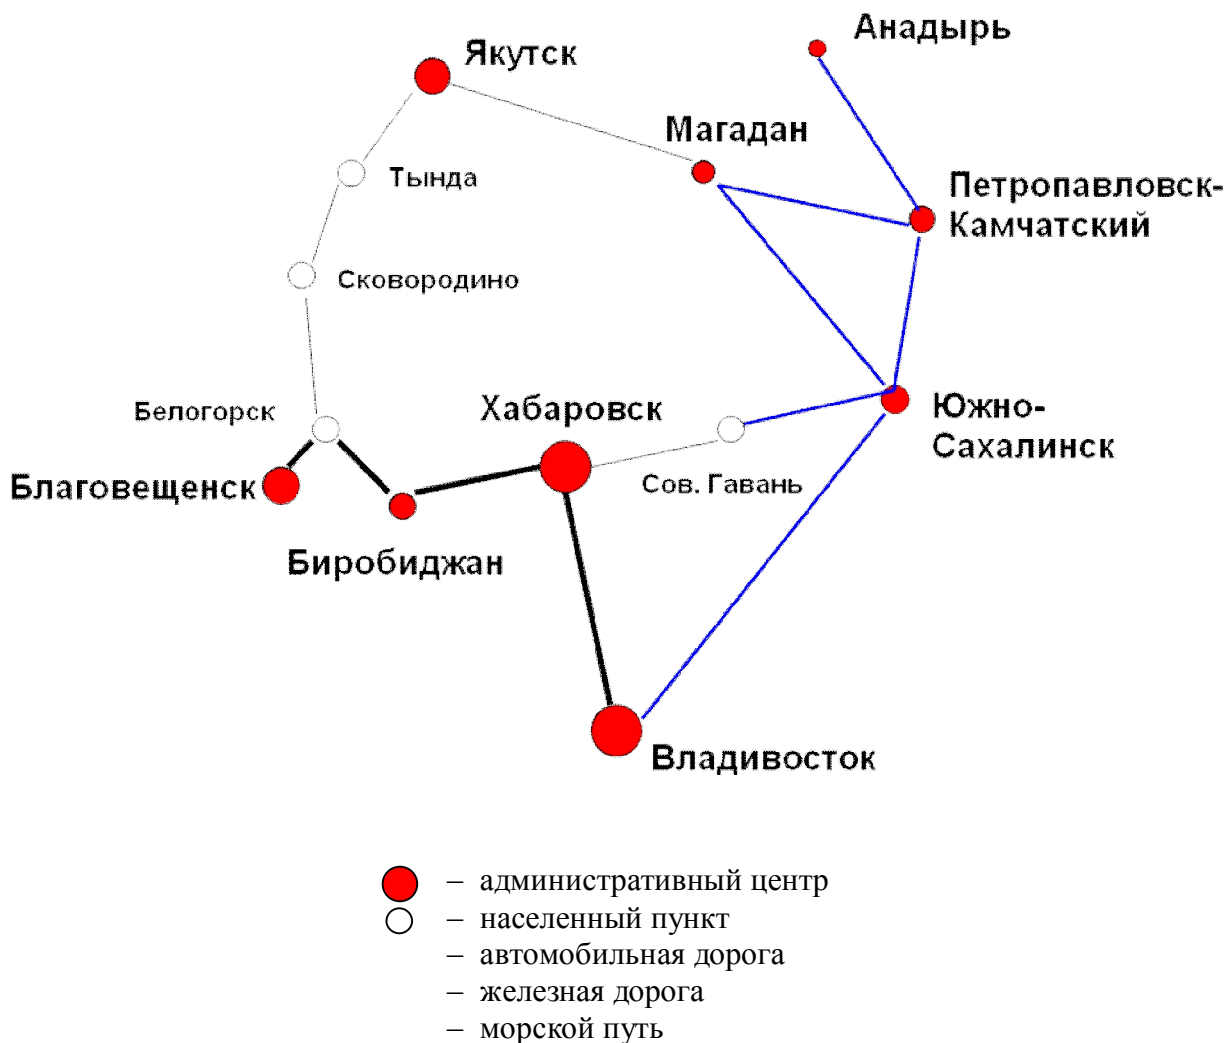 Анадырь
Якутск
Магадан
Тында
Петропавловск-
Камчатский
Сковородино
Белогорск
Хабаровск
Южно-
Сахалинск
Сов. Гавань
Благовещенск
Биробиджан
Владивосток
– административный центр
– населенный пункт
– автомобильная дорога
– железная дорога
– морской путь